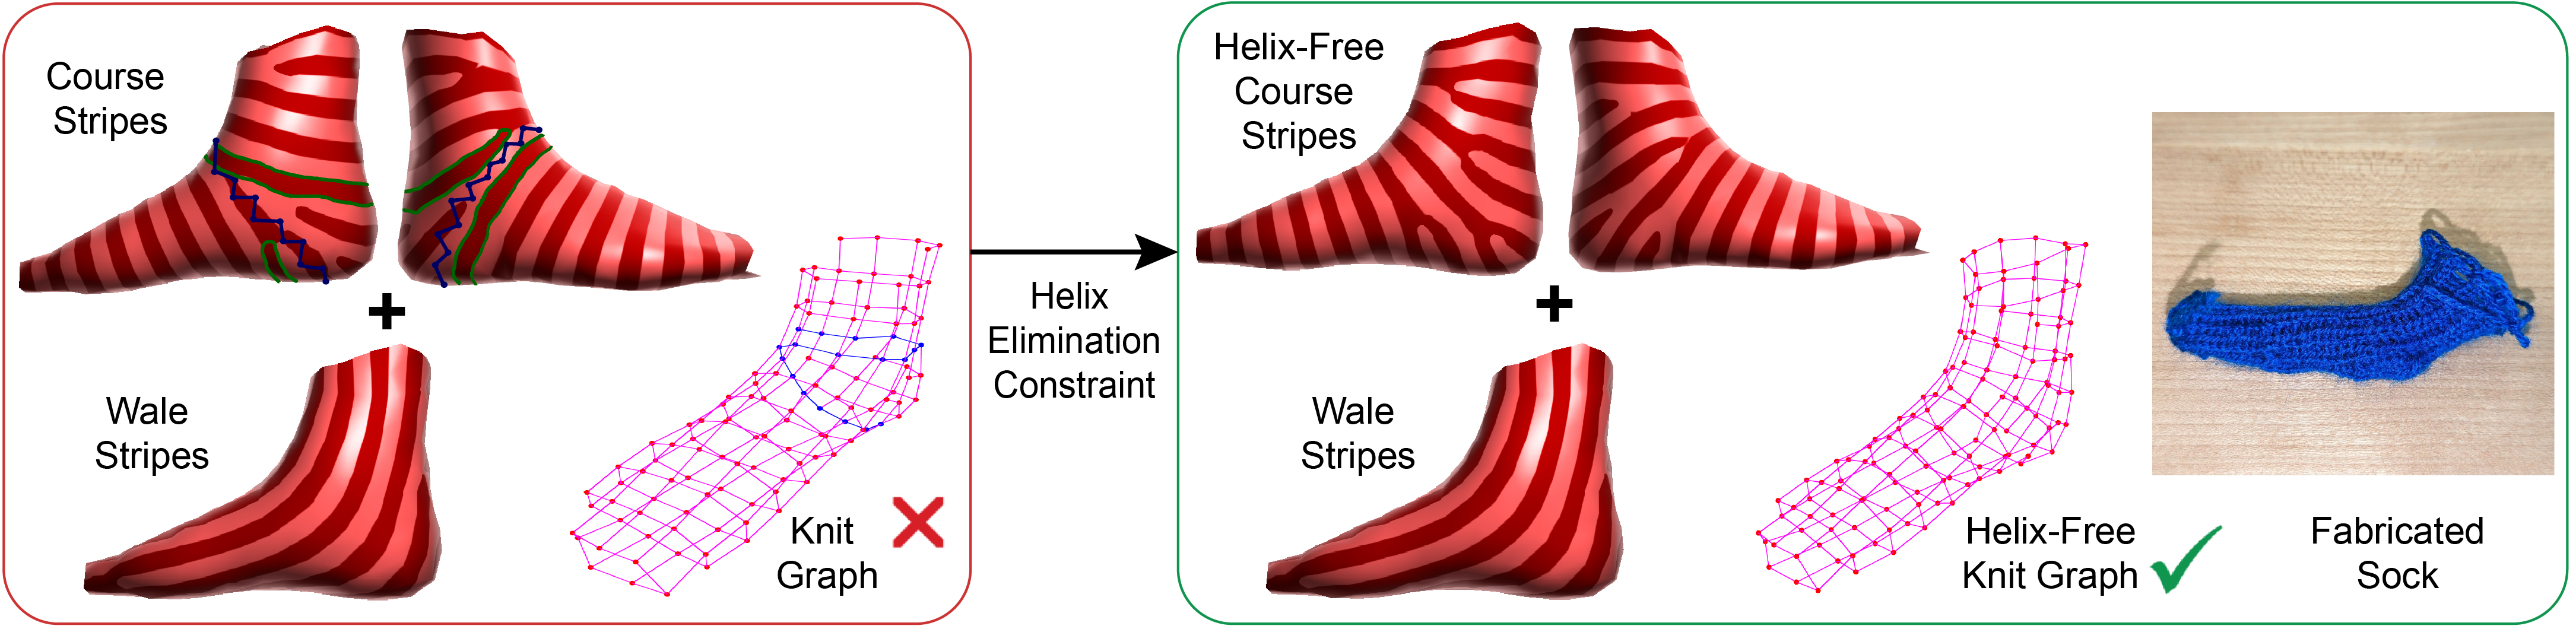 Course
Stripes
Wale
Stripes
Knit
Graph
Helix
Elimination
Constraint
Helix-Free
Course
Stripes
Wale
Stripes
Helix-Free
Knit Graph
Fabricated
Sock